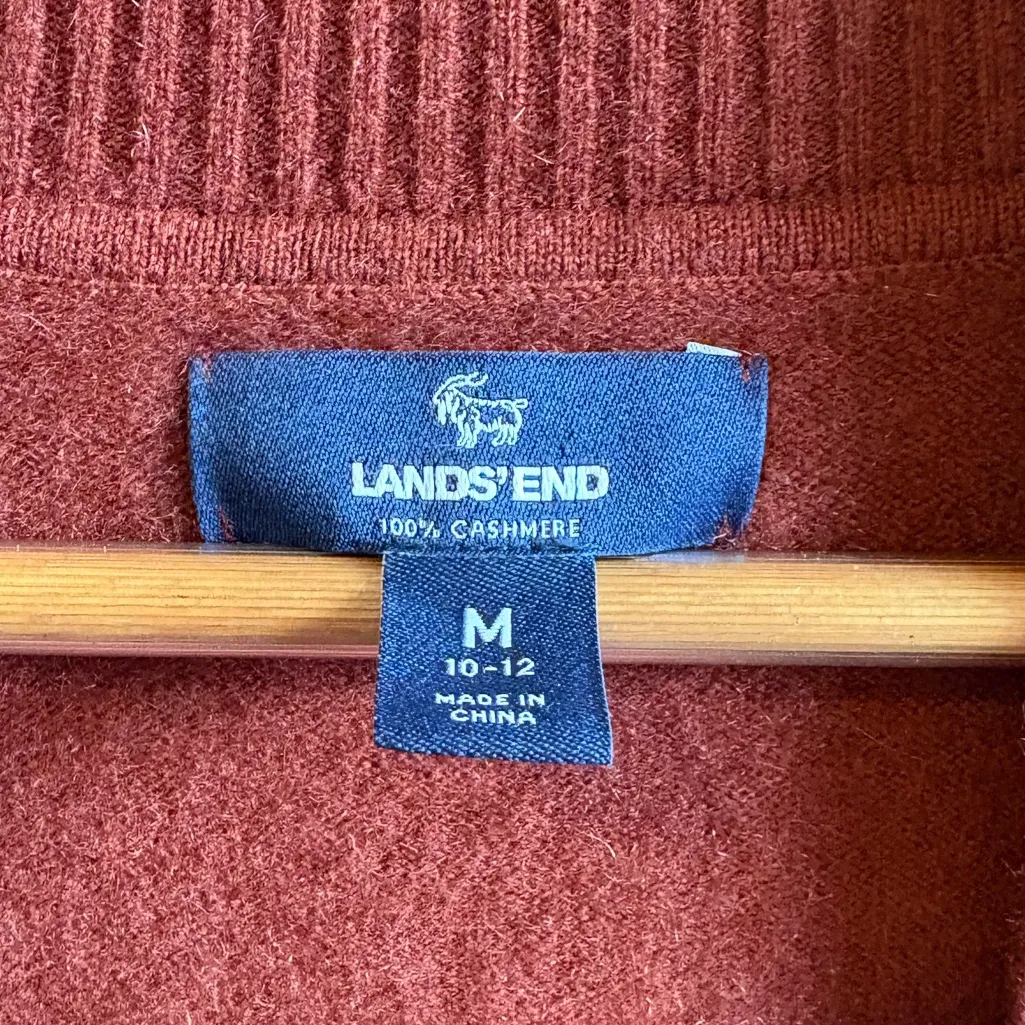 LANDS' END
100% CASHMERE
M
10-12
MADE IN
CHINA